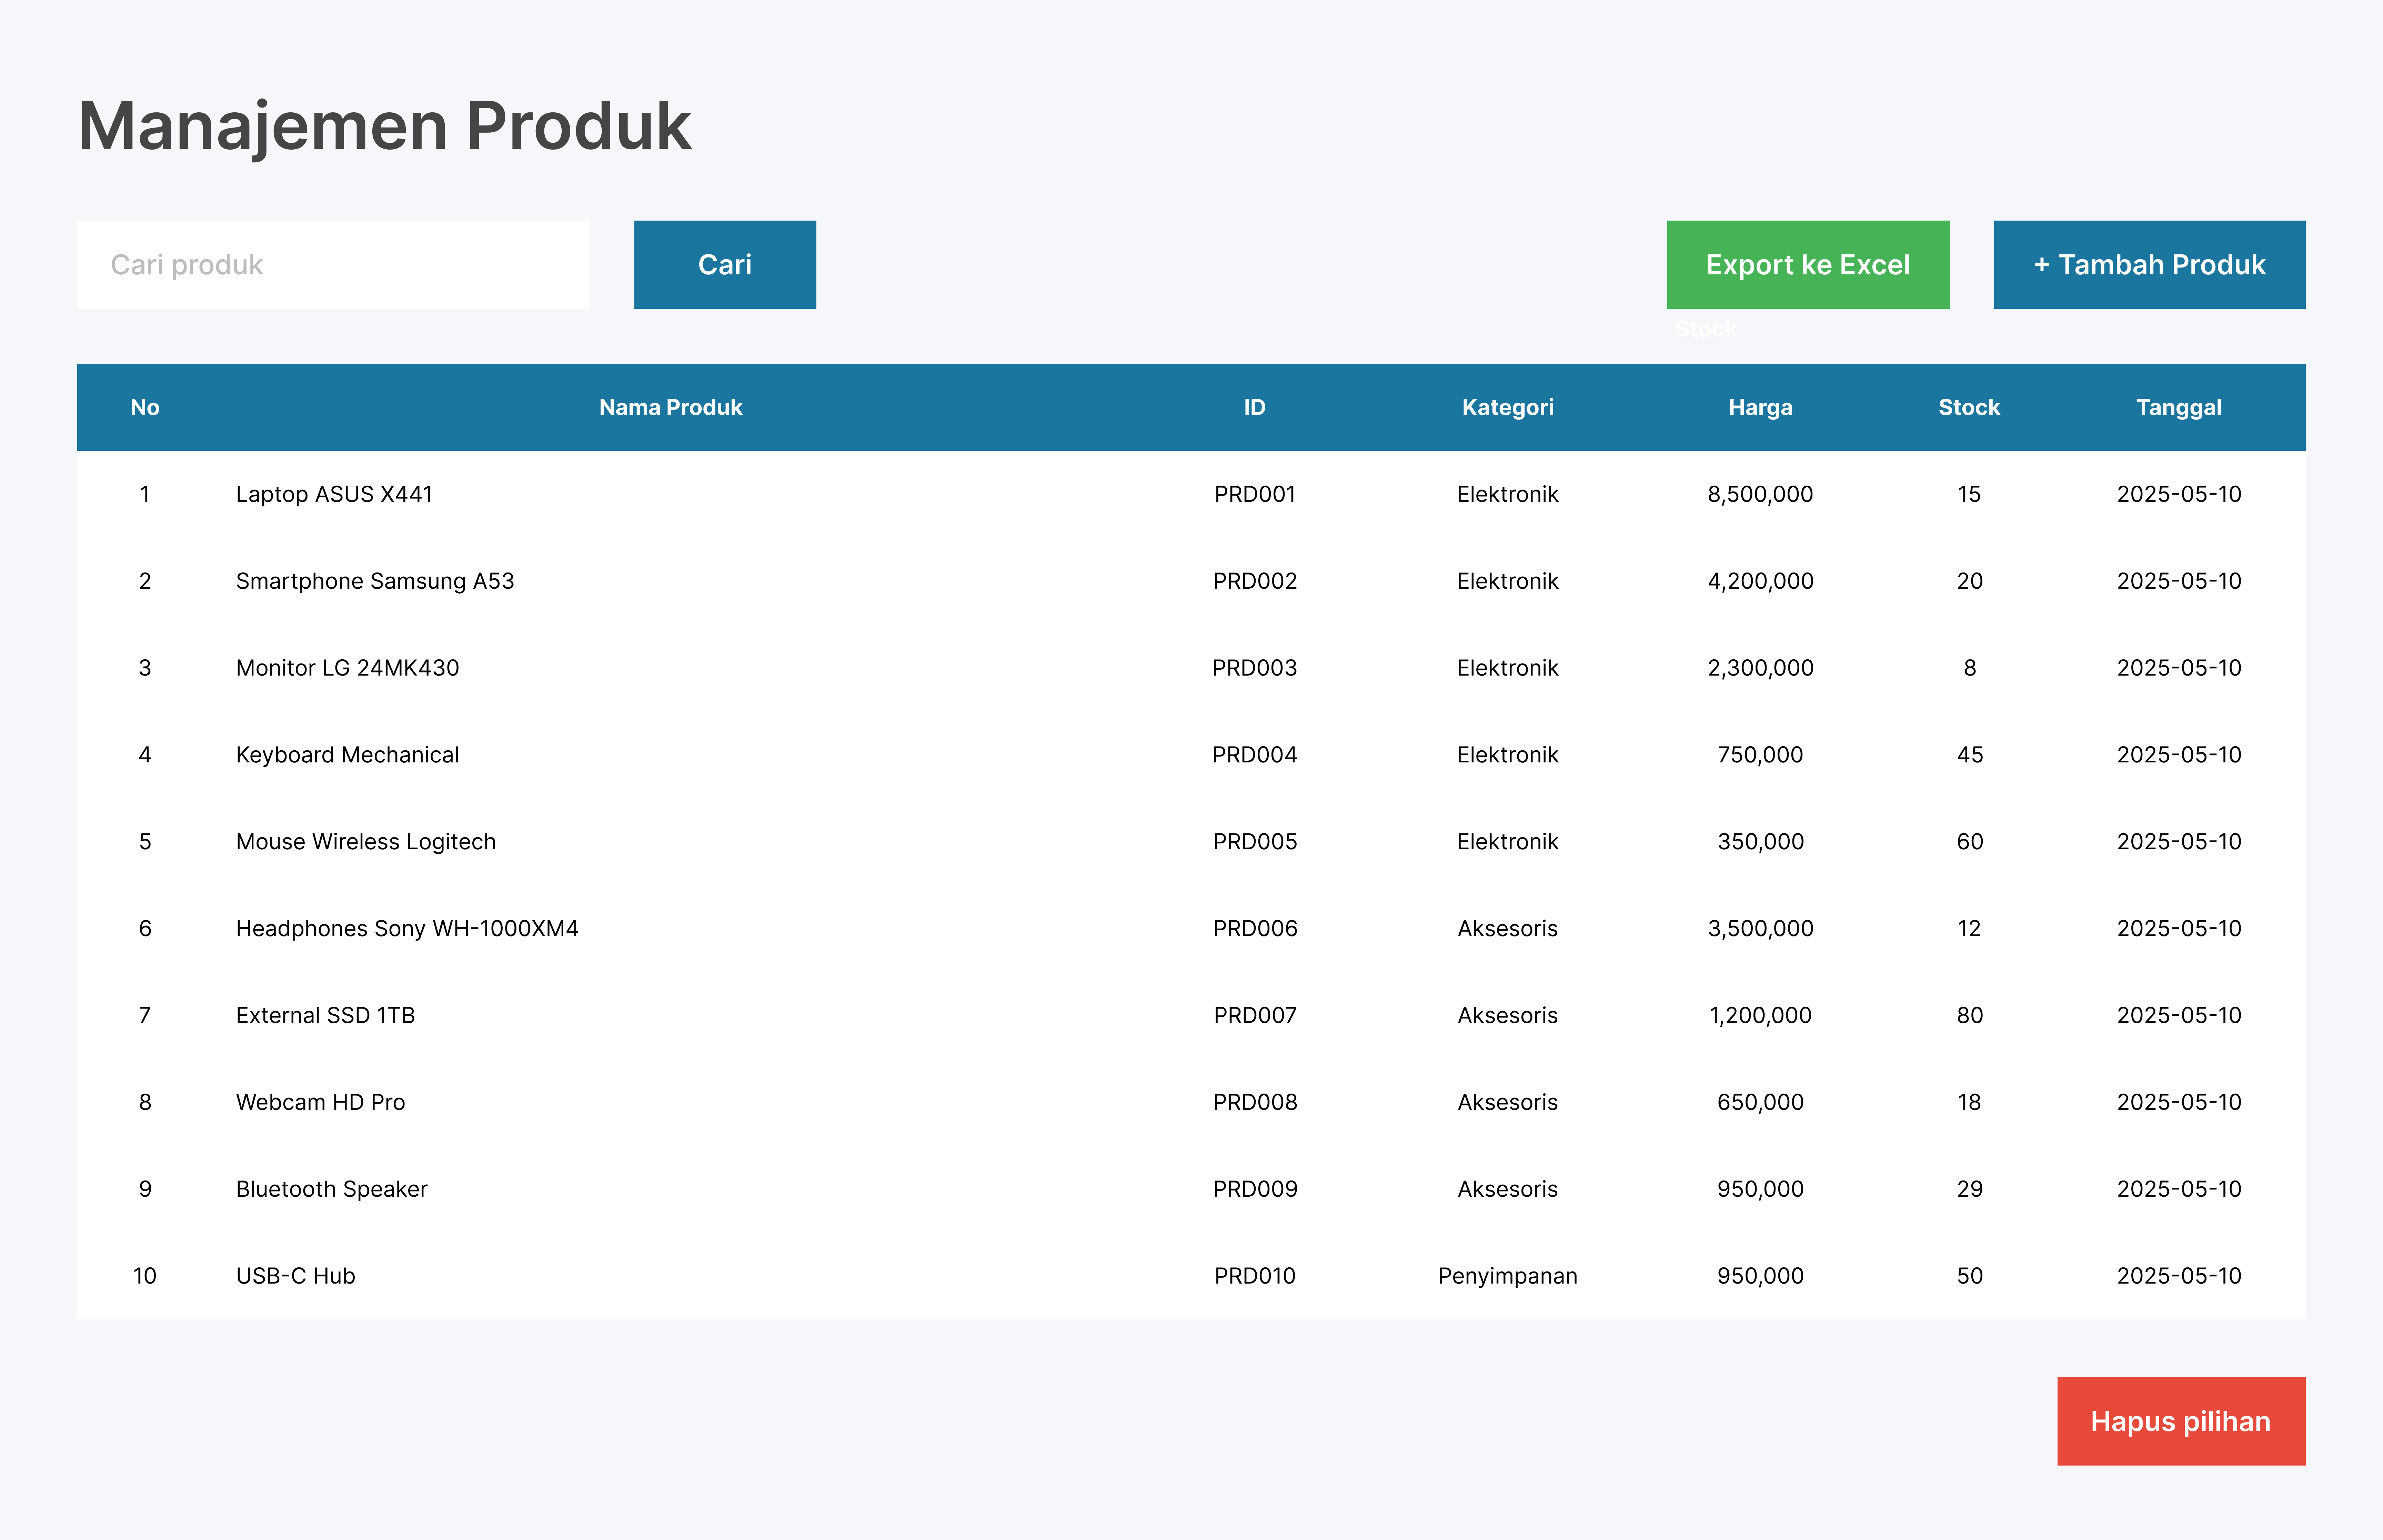 Manajemen Produk
Cari produk
Cari
Export ke Excel
+ Tambah Produk
Stock
No Nama Produk ID Kategori Harga Stock Tanggal
1 Laptop ASUS X441 PRD001 Elektronik 8,500,000 15 2025-05-10
2 Smartphone Samsung A53 PRD002 Elektronik 4,200,000 20 2025-05-10
3 Monitor LG 24MK430 PRD003 Elektronik 2,300,000 8 2025-05-10
4 Keyboard Mechanical PRD004 Elektronik 750,000 45 2025-05-10
5 Mouse Wireless Logitech PRD005 Elektronik 350,000 60 2025-05-10
6 Headphones Sony WH-1000XM4 PRD006 Aksesoris 3,500,000 12 2025-05-10
7 External SSD 1TB PRD007 Aksesoris 1,200,000 80 2025-05-10
8 Webcam HD Pro PRD008 Aksesoris 650,000 18 2025-05-10
9 Bluetooth Speaker PRD009 Aksesoris 950,000 29 2025-05-10
10 USB-C Hub PRD010 Penyimpanan 950,000 50 2025-05-10
Hapus pilihan